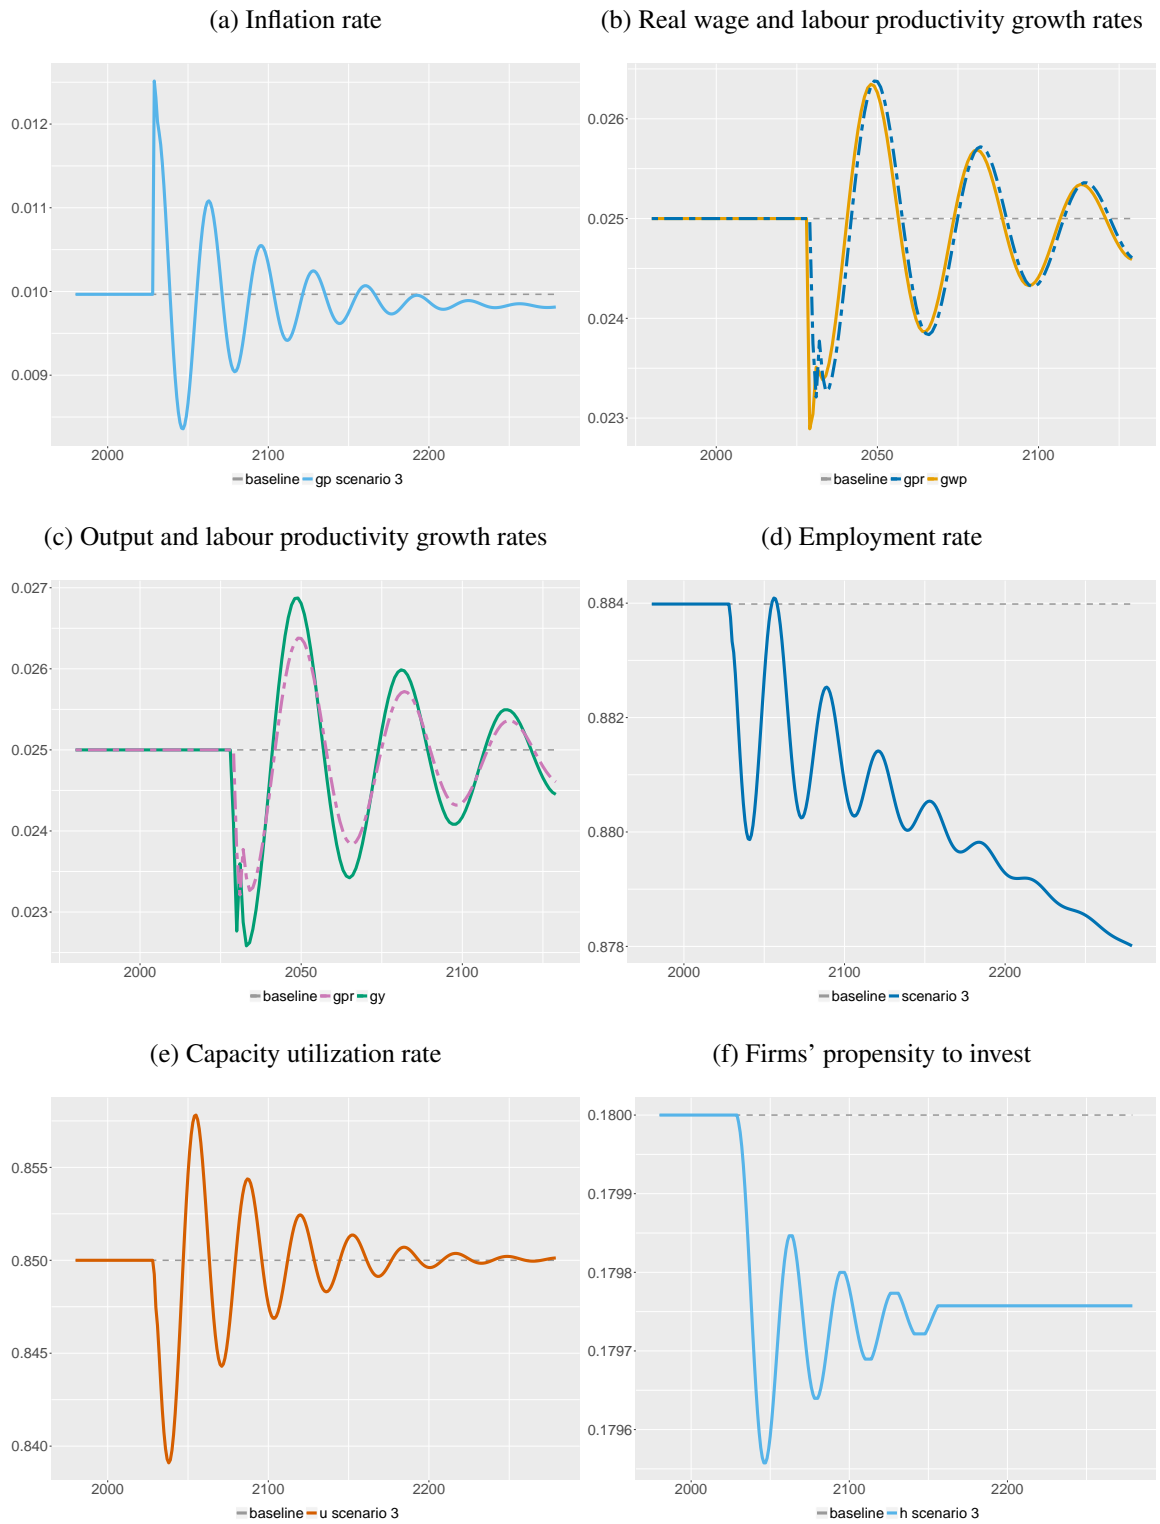 (a) Inflation rate
0.012
0.011
0.010
0.009
2000 2100 2200
baseline gp scenario 3
(b) Real wage and labour productivity growth rates
0.026
0.025
0.024
0.023
2000 2050 2100
baseline gpr gwp
(c) Output and labour productivity growth rates
0.027
0.026
0.025
0.024
0.023
2000 2050 2100
baseline gpr gy
(d) Employment rate
0.884
0.882
0.880
0.878
2000 2100 2200
baseline scenario 3
(e) Capacity utilization rate
0.855
0.850
0.845
0.840
2000 2100 2200
baseline u scenario 3
(f) Firms’ propensity to invest
0.1800
0.1799
0.1798
0.1797
0.1796
2000 2100 2200
baseline h scenario 3